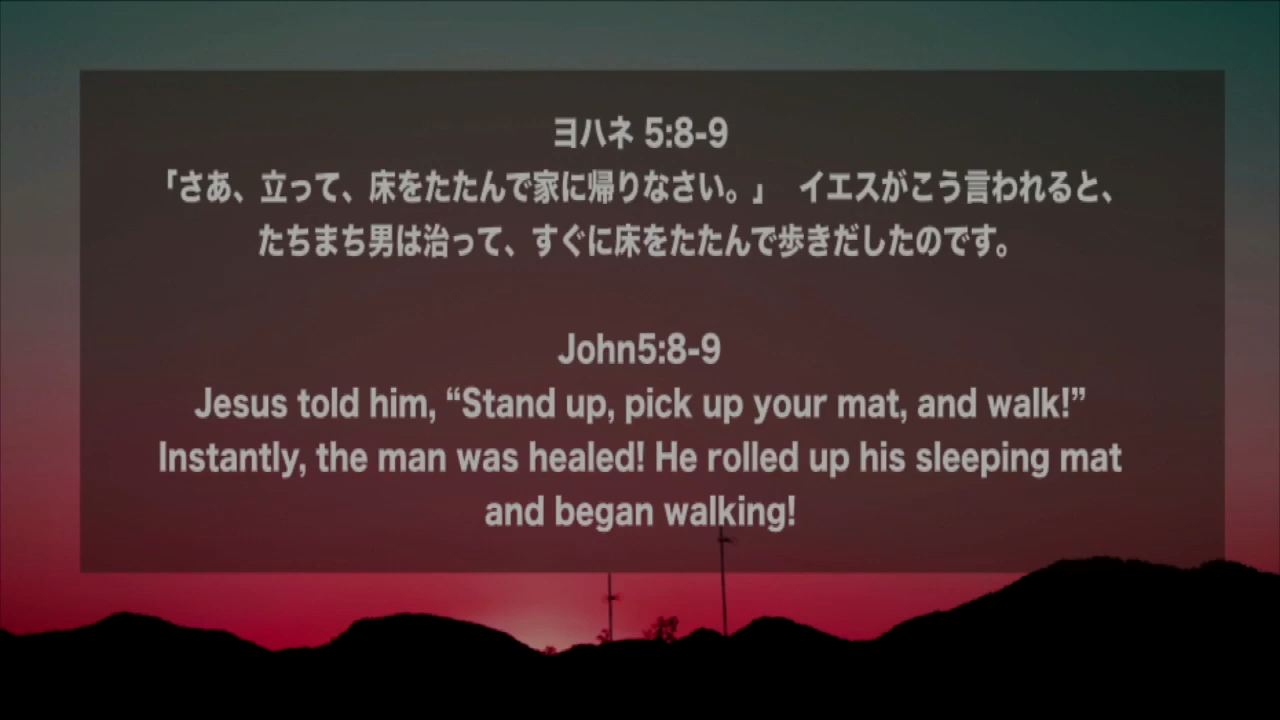 ヨハネ 5:8-9
「さあ、立って、床をたたんで家に帰りなさい。」　イエスがこう言われると、
たちまち男は治って、すぐに床をたたんで歩きだしたのです。
John5:8-9
Jesus told him, “Stand up, pick up your mat, and walk!”
Instantly, the man was healed! He rolled up his sleeping mat
and began walking!